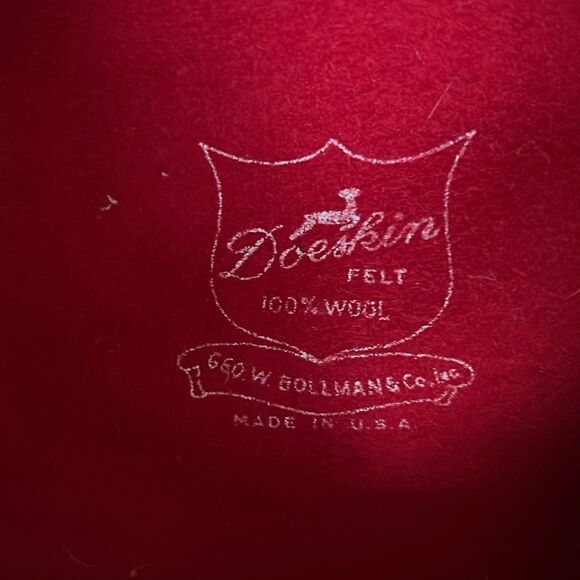 Doeskin
FELT
100% WOOL
GEO. W. BOLLMAN & Co. Inc
MADE IN U.S.A.